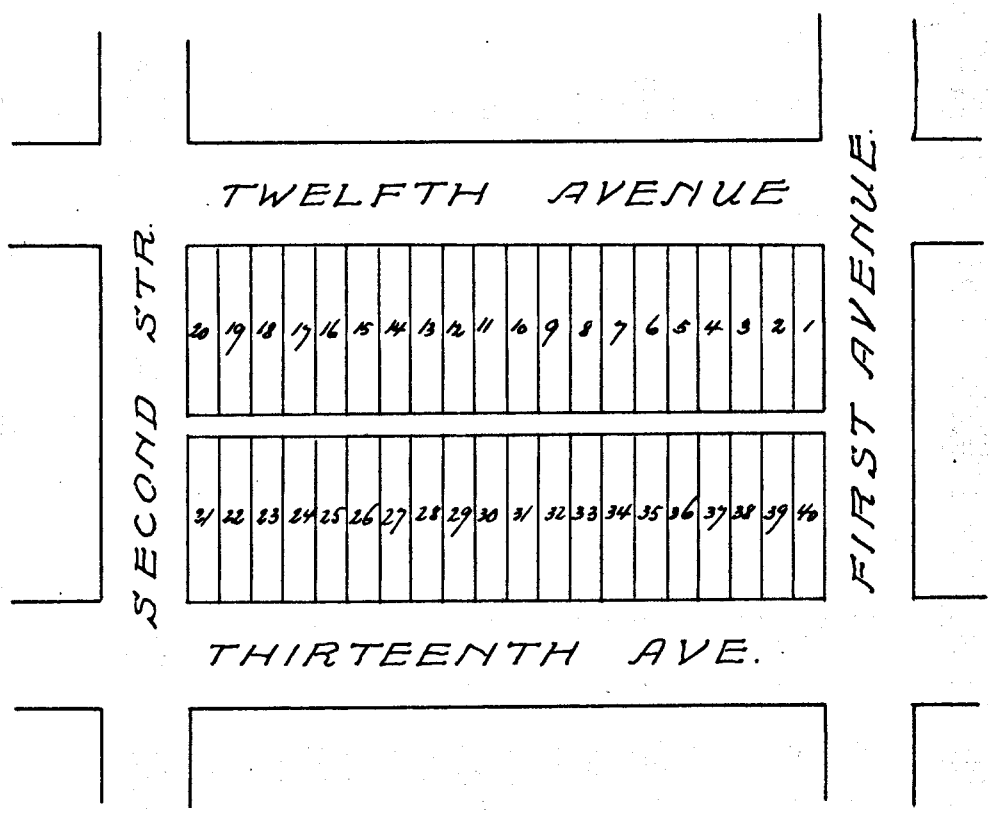 TWELFTH AVENUE
SECOND STR.
FIRST AVENUE.
20 19 18 17 16 15 14 13 12 11 10 9 8 7 6 5 4 3 2 1
21 22 23 24 25 26 27 28 29 30 31 32 33 34 35 36 37 38 39 40
THIRTEENTH AVE.